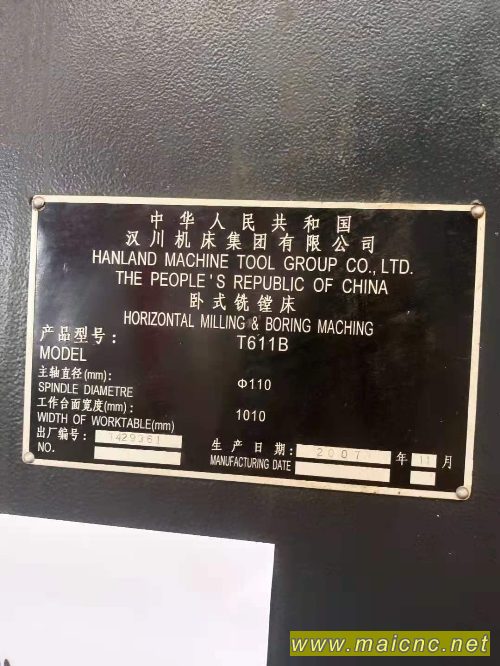 中华人民共和国
汉川机床集团有限公司
HANLAND MACHINE TOOL GROUP CO.,LTD.
THE PEOPLE'S REPUBLIC OF CHINA
卧式铣镗床
HORIZONTAL MILLING & BORING MACHING
产品型号: T611B
MODEL
主轴直径(mm): Φ110
SPINDLE DIAMETRE
工作台面宽度(mm): 1010
WIDTH OF WORKTABLE(mm)
出厂编号: 生产日期: 2007 年 11 月
NO. MANUFACTURING DATE
www.maicnc.net